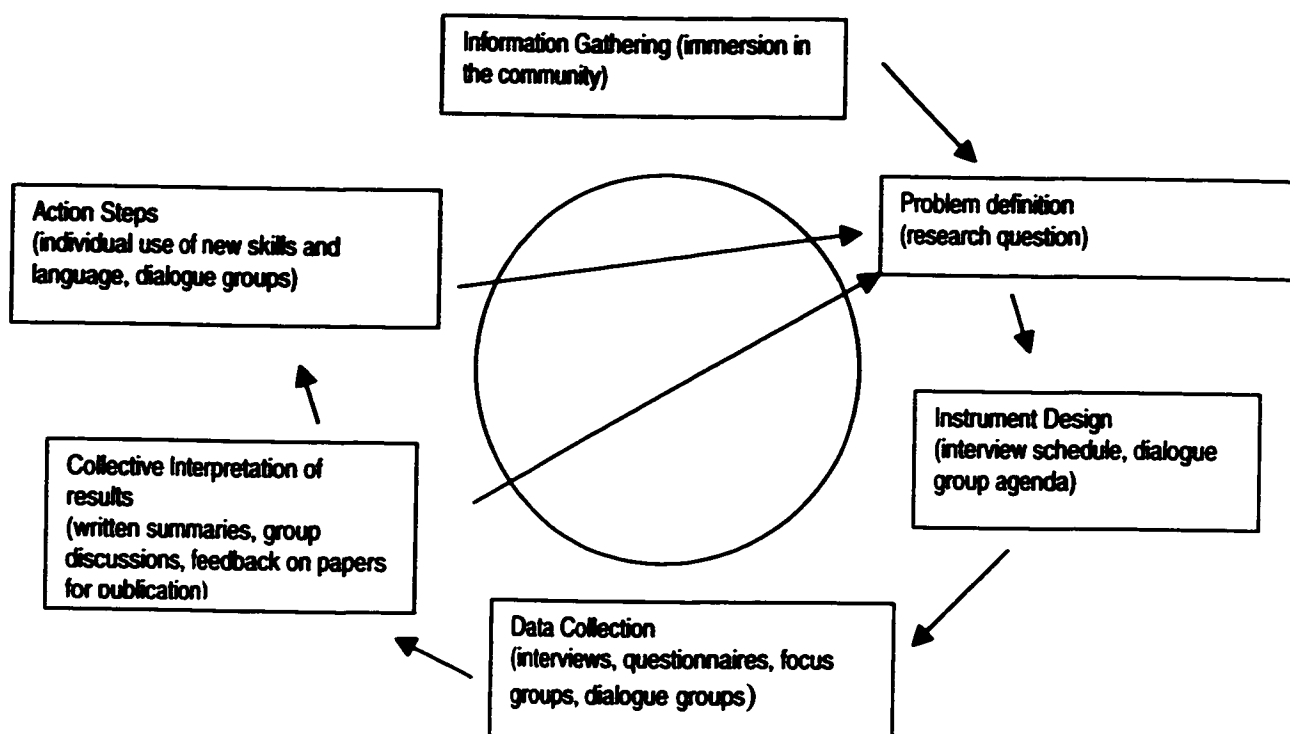 Information Gathering (immersion in
the community)
Problem definition
(research question)
Action Steps
(individual use of new skills and
language, dialogue groups)
Instrument Design
(interview schedule, dialogue
group agenda)
Collective Interpretation of
results
(written summaries, group
discussions, feedback on papers
for publication)
Data Collection
(interviews, questionnaires, focus
groups, dialogue groups)